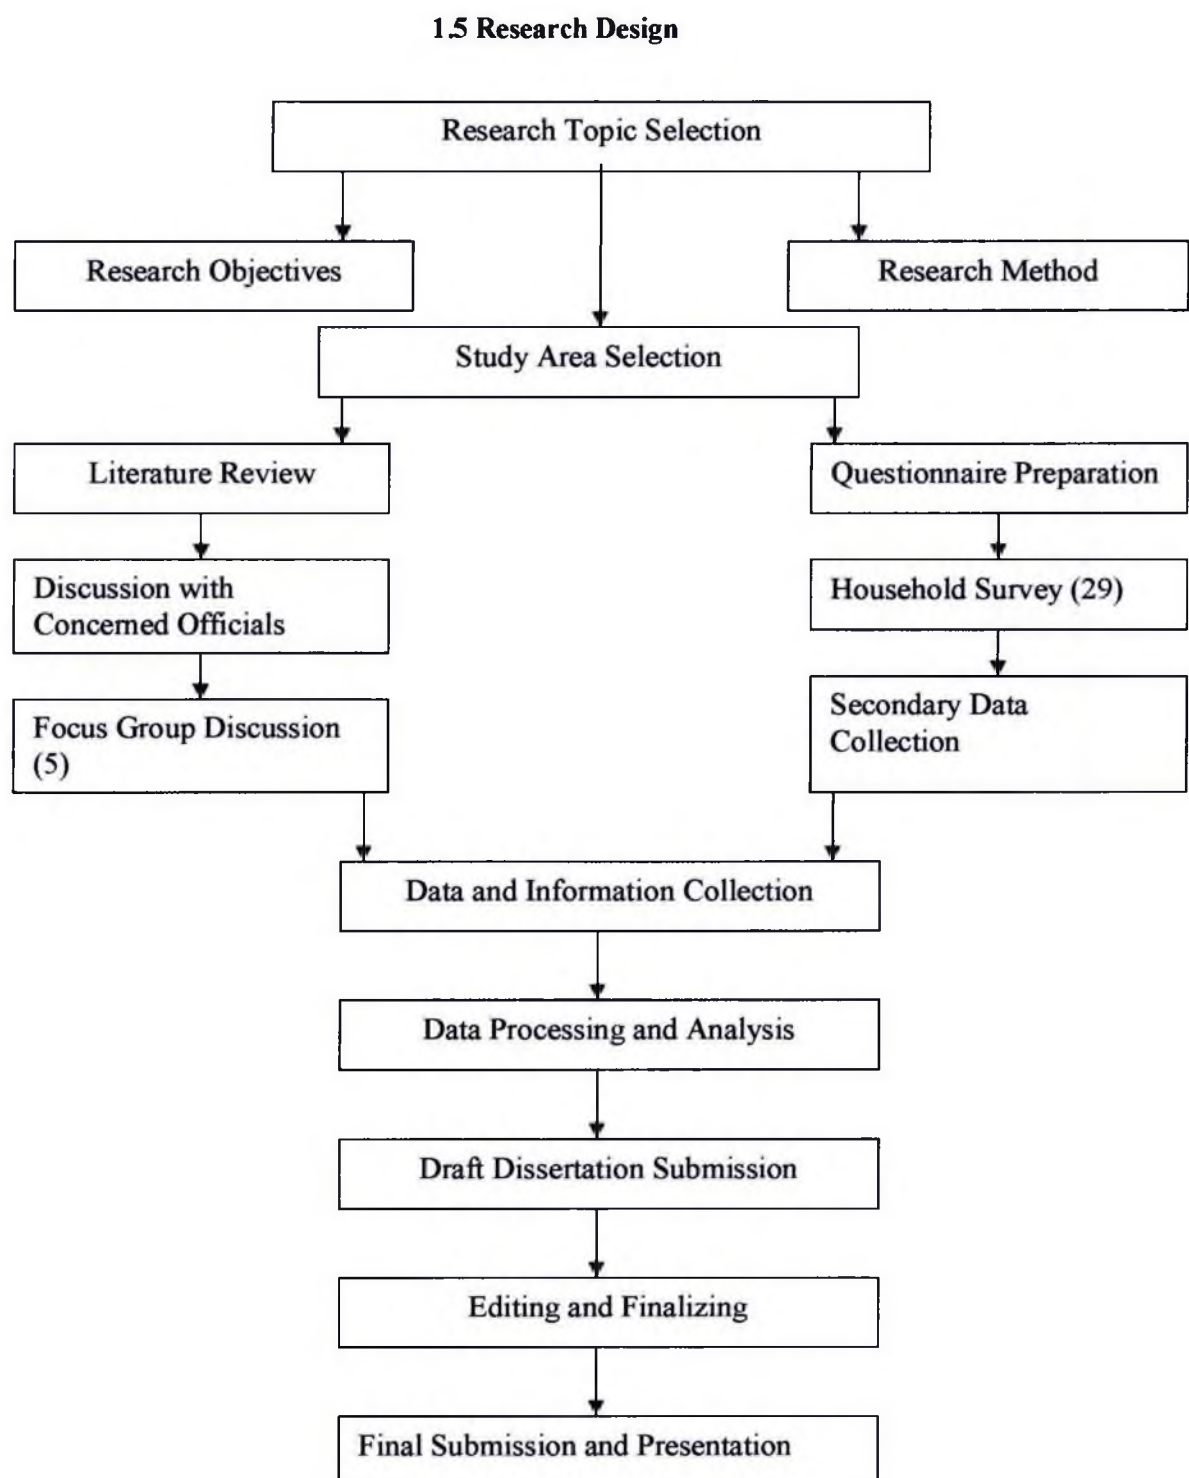 1.5 Research Design
Research Topic Selection
Research Objectives
Research Method
Study Area Selection
Literature Review
Questionnaire Preparation
Discussion with
Concerned Officials
Household Survey (29)
Focus Group Discussion
(5)
Secondary Data
Collection
Data and Information Collection
Data Processing and Analysis
Draft Dissertation Submission
Editing and Finalizing
Final Submission and Presentation